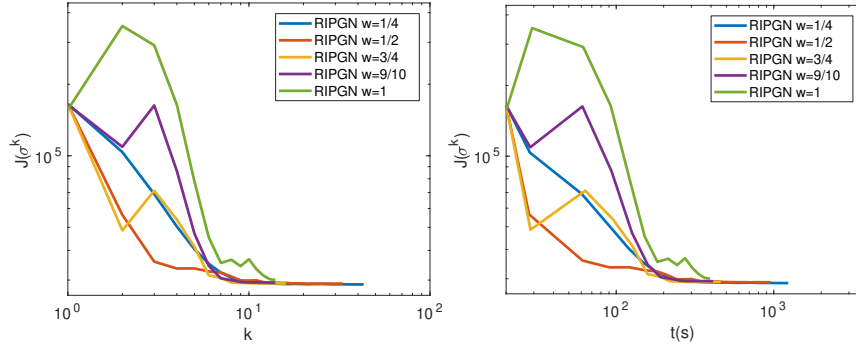 RIPGN w=1/4
RIPGN w=1/2
RIPGN w=3/4
RIPGN w=9/10
RIPGN w=1
J(σ^k)
10^5
10^0
10^1
10^2
k
RIPGN w=1/4
RIPGN w=1/2
RIPGN w=3/4
RIPGN w=9/10
RIPGN w=1
J(σ^k)
10^5
10^2
10^3
t(s)